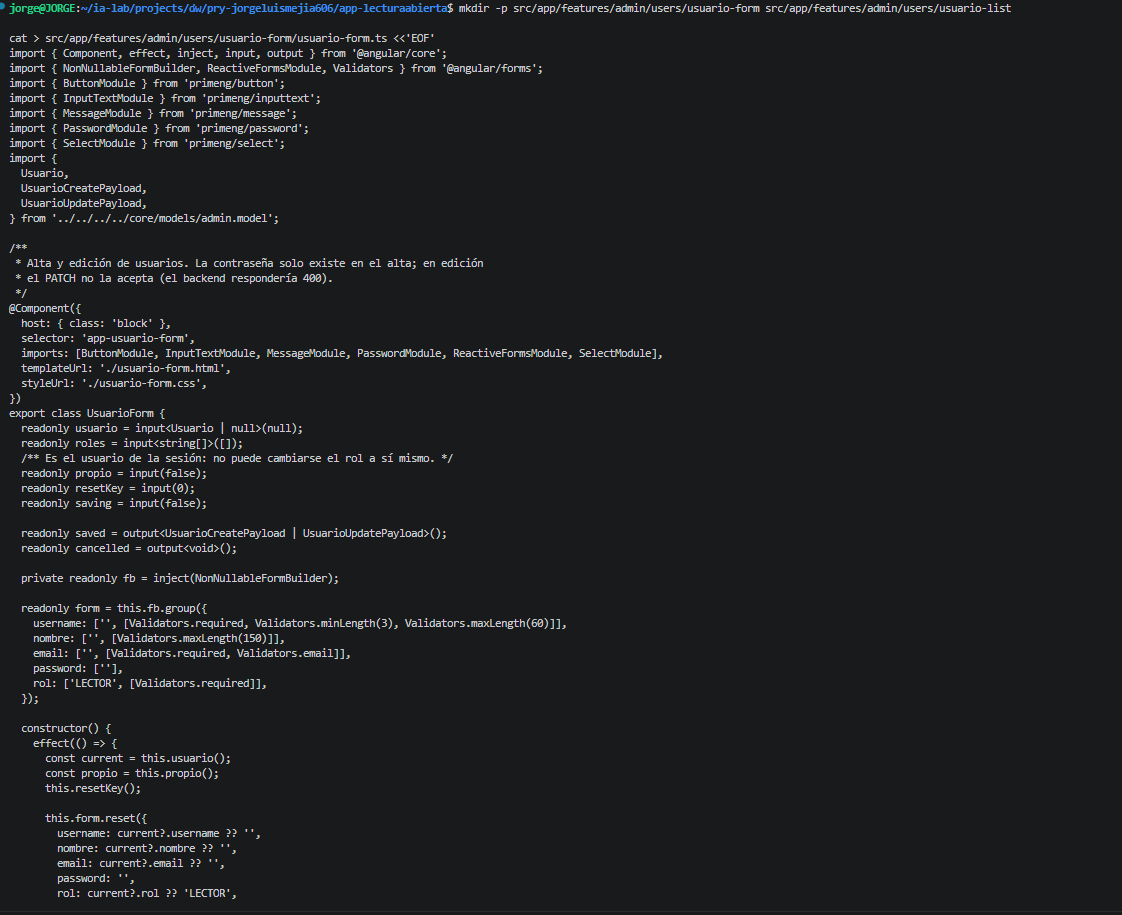 jorge@JORGE:~/ia-lab/projects/dw/pry-jorgeluismejia606/app-lecturaabierta$ mkdir -p src/app/features/admin/users/usuario-form src/app/features/admin/users/usuario-list

cat > src/app/features/admin/users/usuario-form/usuario-form.ts <<'EOF'
import { Component, effect, inject, input, output } from '@angular/core';
import { NonNullableFormBuilder, ReactiveFormsModule, Validators } from '@angular/forms';
import { ButtonModule } from 'primeng/button';
import { InputTextModule } from 'primeng/inputtext';
import { MessageModule } from 'primeng/message';
import { PasswordModule } from 'primeng/password';
import { SelectModule } from 'primeng/select';
import {
  Usuario,
  UsuarioCreatePayload,
  UsuarioUpdatePayload,
} from '../../../../core/models/admin.model';

/**
 * Alta y edición de usuarios. La contraseña solo existe en el alta; en edición
 * el PATCH no la acepta (el backend respondería 400).
 */
@Component({
  host: { class: 'block' },
  selector: 'app-usuario-form',
  imports: [ButtonModule, InputTextModule, MessageModule, PasswordModule, ReactiveFormsModule, SelectModule],
  templateUrl: './usuario-form.html',
  styleUrl: './usuario-form.css',
})
export class UsuarioForm {
  readonly usuario = input<Usuario | null>(null);
  readonly roles = input<string[]>([]);
  /** Es el usuario de la sesión: no puede cambiarse el rol a sí mismo. */
  readonly propio = input(false);
  readonly resetKey = input(0);
  readonly saving = input(false);

  readonly saved = output<UsuarioCreatePayload | UsuarioUpdatePayload>();
  readonly cancelled = output<void>();

  private readonly fb = inject(NonNullableFormBuilder);

  readonly form = this.fb.group({
    username: ['', [Validators.required, Validators.minLength(3), Validators.maxLength(60)]],
    nombre: ['', [Validators.maxLength(150)]],
    email: ['', [Validators.required, Validators.email]],
    password: [''],
    rol: ['LECTOR', [Validators.required]],
  });

  constructor() {
    effect(() => {
      const current = this.usuario();
      const propio = this.propio();
      this.resetKey();

      this.form.reset({
        username: current?.username ?? '',
        nombre: current?.nombre ?? '',
        email: current?.email ?? '',
        password: '',
        rol: current?.rol ?? 'LECTOR',